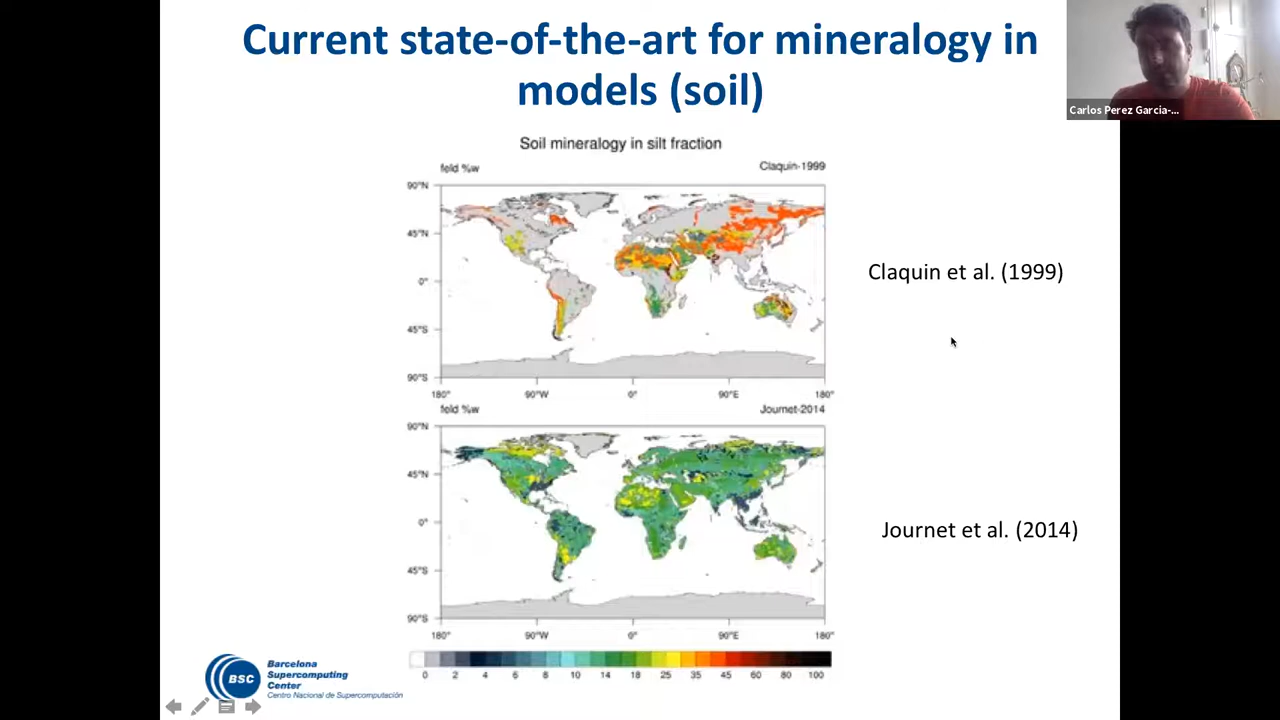 Current state-of-the-art for mineralogy in
models (soil)
Carlos Perez Garcia-...
Soil mineralogy in silt fraction
feld %w
Claquin-1999
90°N
45°N
0°
45°S
90°S
180°
90°W
0°
90°E
180°
Claquin et al. (1999)
feld %w
Journet-2014
90°N
45°N
0°
45°S
90°S
180°
90°W
0°
90°E
180°
Journet et al. (2014)
0 2 4 6 8 10 14 18 25 35 45 60 80 100
BSC
Barcelona
Supercomputing
Center
Centro Nacional de Supercomputación